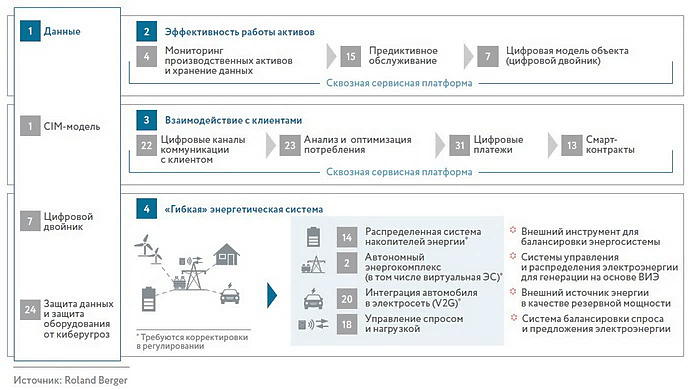 1 Данные
1 CIM-модель
7 Цифровой
двойник
24 Защита данных
и защита
оборудования
от киберугроз
2 Эффективность работы активов
4 Мониторинг
производственных активов
и хранение данных
15 Предиктивное
обслуживание
7 Цифровая модель объекта
(цифровой двойник)
Сквозная сервисная платформа
3 Взаимодействие с клиентами
22 Цифровые каналы
коммуникации
с клиентом
23 Анализ и оптимизация
потребления
31 Цифровые
платежи
13 Смарт-
контракты
Сквозная сервисная платформа
4 «Гибкая» энергетическая система
* Требуются корректировки
в регулировании
14 Распределенная система
накопителей энергии*
2 Автономный
энергокомплекс
(в том числе виртуальная ЭС)*
20 Интеграция автомобиля
в электросеть (V2G)*
18 Управление спросом
и нагрузкой
Внешний инструмент для
балансировки энергосистемы
Системы управления
и распределения электроэнергии
для генерации на основе ВИЭ
Внешний источник энергии
в качестве резервной мощности
Система балансировки спроса
и предложения электроэнергии
Источник: Roland Berger